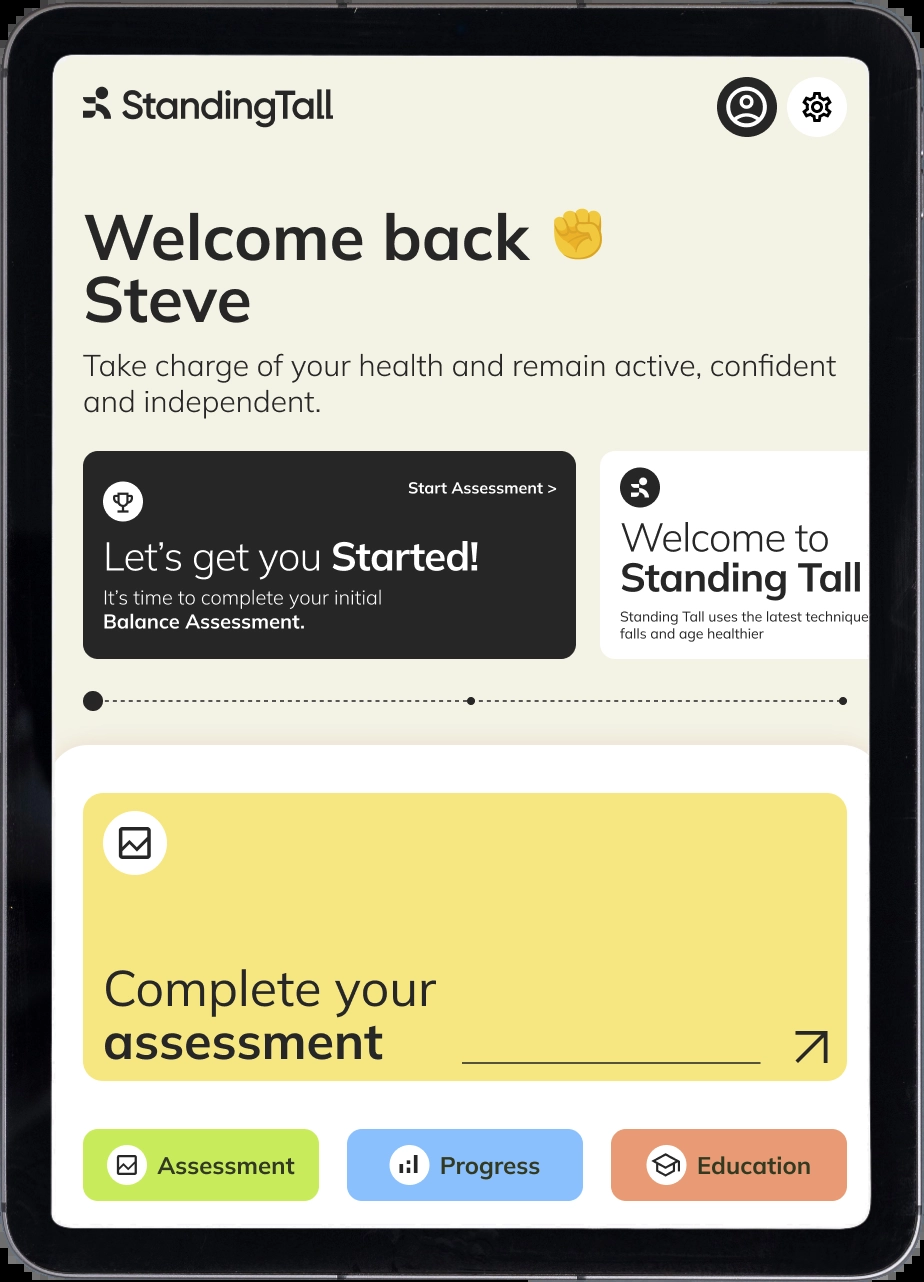 StandingTall
Welcome back ✊
Steve
Take charge of your health and remain active, confident
and independent.
Start Assessment >
Let's get you Started!
It's time to complete your initial
Balance Assessment.
Welcome to
Standing Tall
Standing Tall uses the latest technique
falls and age healthier
Complete your
assessment
Assessment
Progress
Education